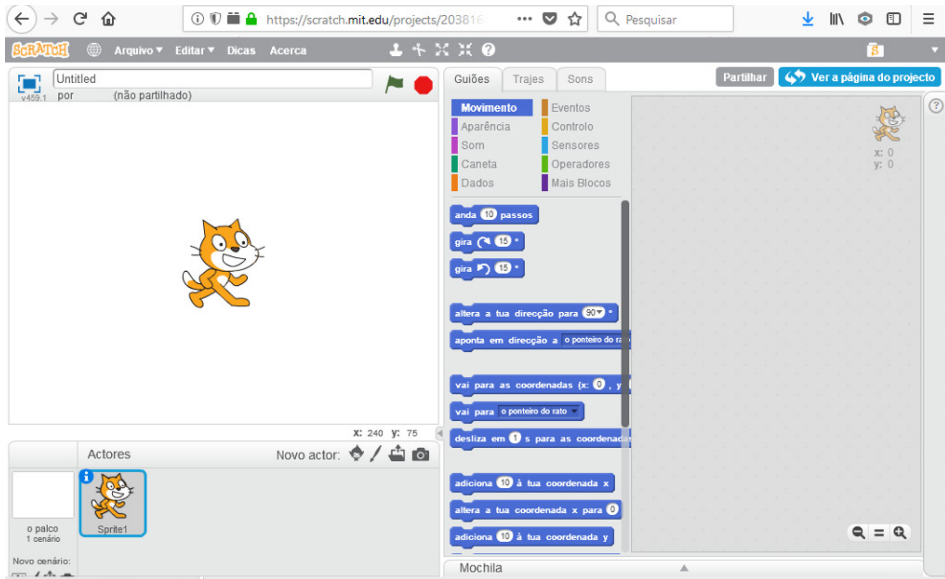 https://scratch.mit.edu/projects/203816
Pesquisar
SCRATCH Arquivo Editar Dicas Acerca
S
Untitled
v459.1 por (não partilhado)
Guiões Trajes Sons
Partilhar Ver a página do projecto
Movimento Eventos
Aparência Controlo
Som Sensores
Caneta Operadores
Dados Mais Blocos
x: 0
y: 0
anda 10 passos
gira 15 °
gira 15 °
altera a tua direcção para 90 °
aponta em direcção a o ponteiro do
vai para as coordenadas (x: 0 , y
vai para o ponteiro do rato
desliza em 1 s para as
adiciona 10 à tua coordenada x
altera a tua coordenada x para 0
adiciona 10 à tua coordenada y
X: 240 y: 75
Actores Novo actor:
Sprite1
o palco
1 cenário
Novo cenário:
Mochila